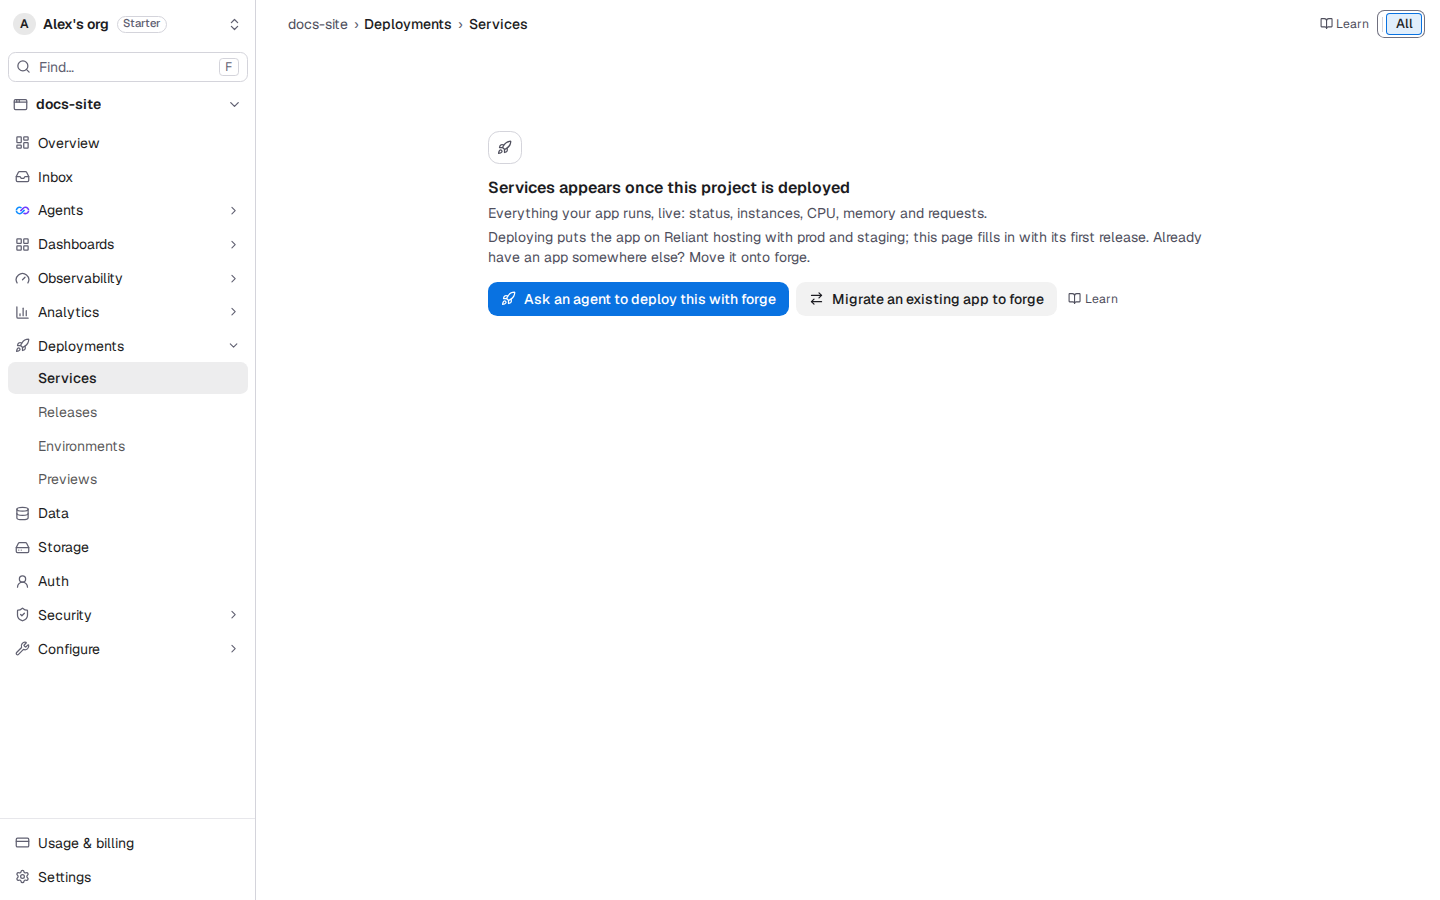 A Alex's org Starter
Find... F
docs-site
Overview
Inbox
Agents
Dashboards
Observability
Analytics
Deployments
Services
Releases
Environments
Previews
Data
Storage
Auth
Security
Configure
Usage & billing
Settings
docs-site › Deployments › Services
Learn All
Services appears once this project is deployed
Everything your app runs, live: status, instances, CPU, memory and requests.
Deploying puts the app on Reliant hosting with prod and staging; this page fills in with its first release. Already
have an app somewhere else? Move it onto forge.
Ask an agent to deploy this with forge Migrate an existing app to forge Learn